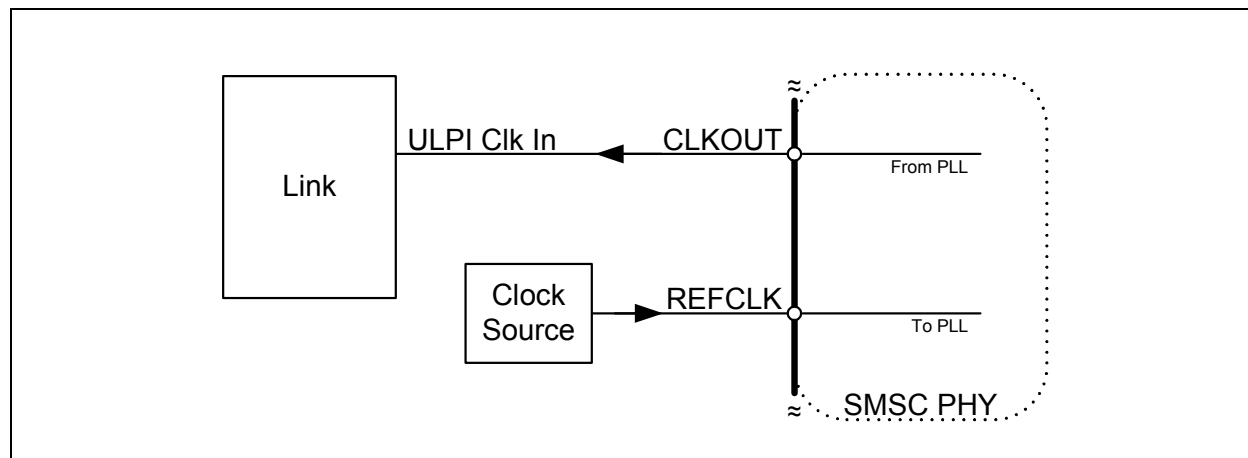 ULPI Clk In
CLKOUT
From PLL
Link
Clock
Source
REFCLK
To PLL
SMSC PHY